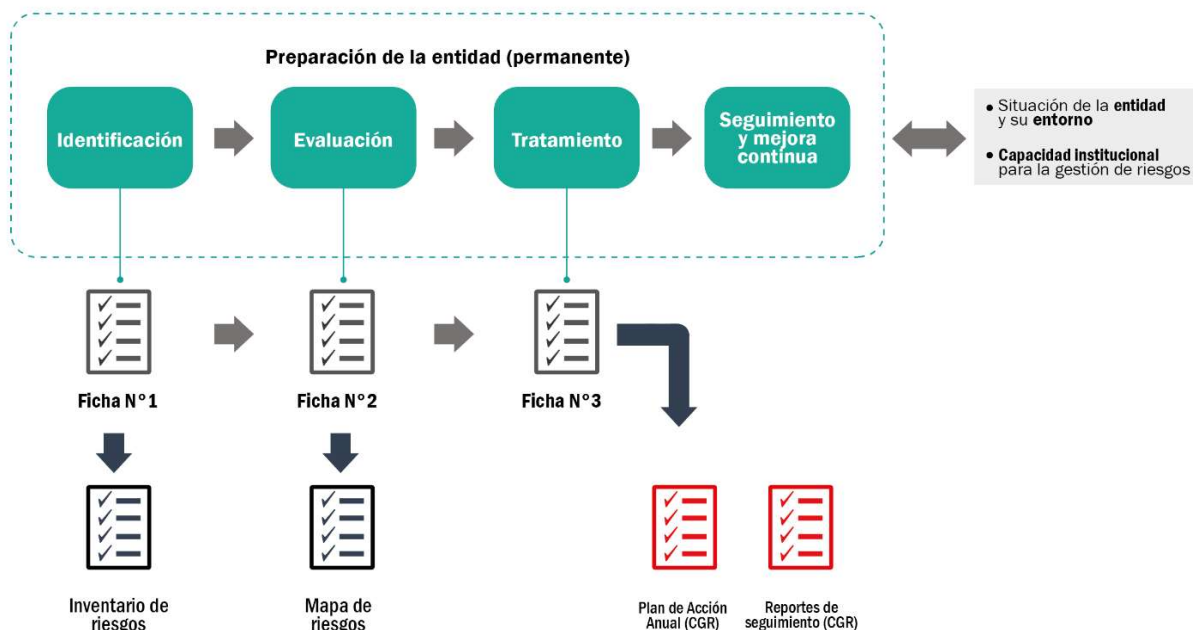 Preparación de la entidad (permanente)
Identificación
Evaluación
Tratamiento
Seguimiento
y mejora
contínua
• Situación de la entidad
y su entorno
• Capacidad institucional
para la gestión de riesgos
Ficha N°1
Ficha N°2
Ficha N°3
Inventario de
riesgos
Mapa de
riesgos
Plan de Acción
Anual (CGR)
Reportes de
seguimiento (CGR)